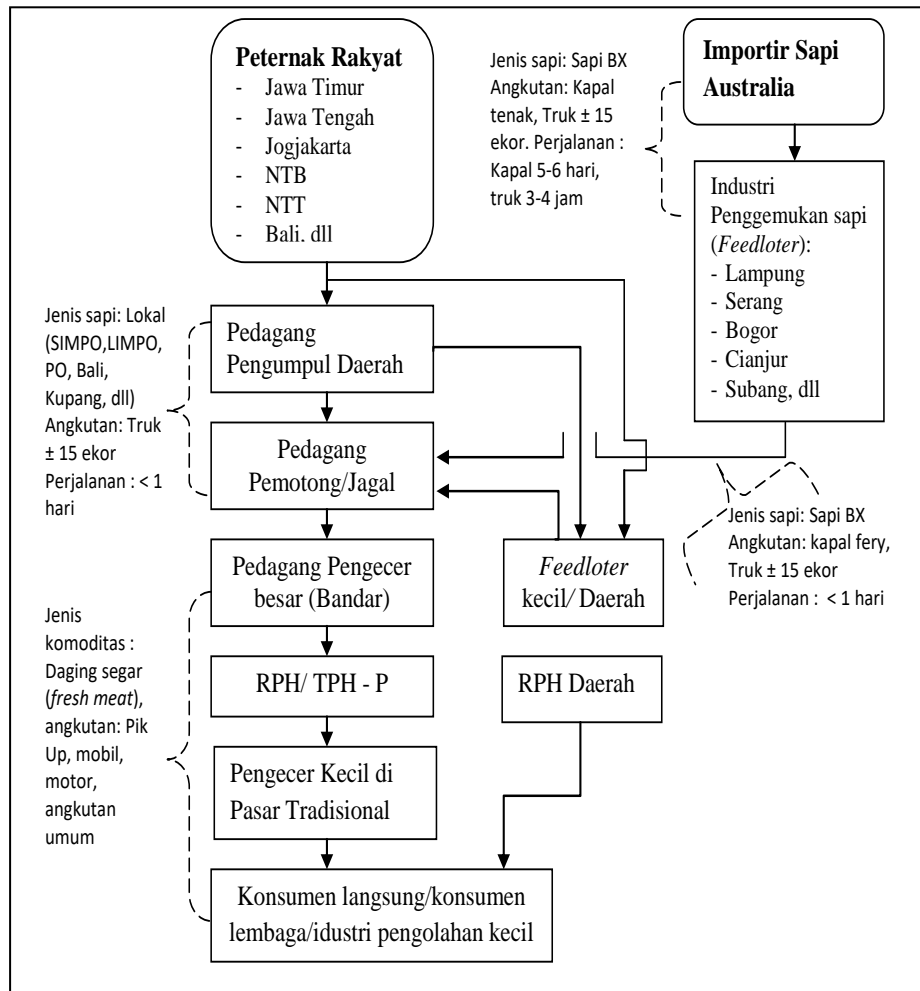 Peternak Rakyat
- Jawa Timur
- Jawa Tengah
- Jogjakarta
- NTB
- NTT
- Bali. dll
Jenis sapi: Sapi BX
Angkutan: Kapal
tenak, Truk ± 15
ekor. Perjalanan :
Kapal 5-6 hari,
truk 3-4 jam
Importir Sapi
Australia
Industri
Penggemukan sapi
(Feedloter):
- Lampung
- Serang
- Bogor
- Cianjur
- Subang, dll
Jenis sapi: Lokal
(SIMPO,LIMPO,
PO, Bali,
Kupang, dll)
Angkutan: Truk
± 15 ekor
Perjalanan : < 1
hari
Pedagang
Pengumpul Daerah
Pedagang
Pemotong/Jagal
Jenis sapi: Sapi BX
Angkutan: kapal fery,
Truk ± 15 ekor
Perjalanan : < 1 hari
Pedagang Pengecer
besar (Bandar)
Feedloter
kecil/ Daerah
Jenis
komoditas :
Daging segar
(fresh meat),
angkutan: Pik
Up, mobil,
motor,
angkutan
umum
RPH/ TPH - P
RPH Daerah
Pengecer Kecil di
Pasar Tradisional
Konsumen langsung/konsumen
lembaga/idustri pengolahan kecil